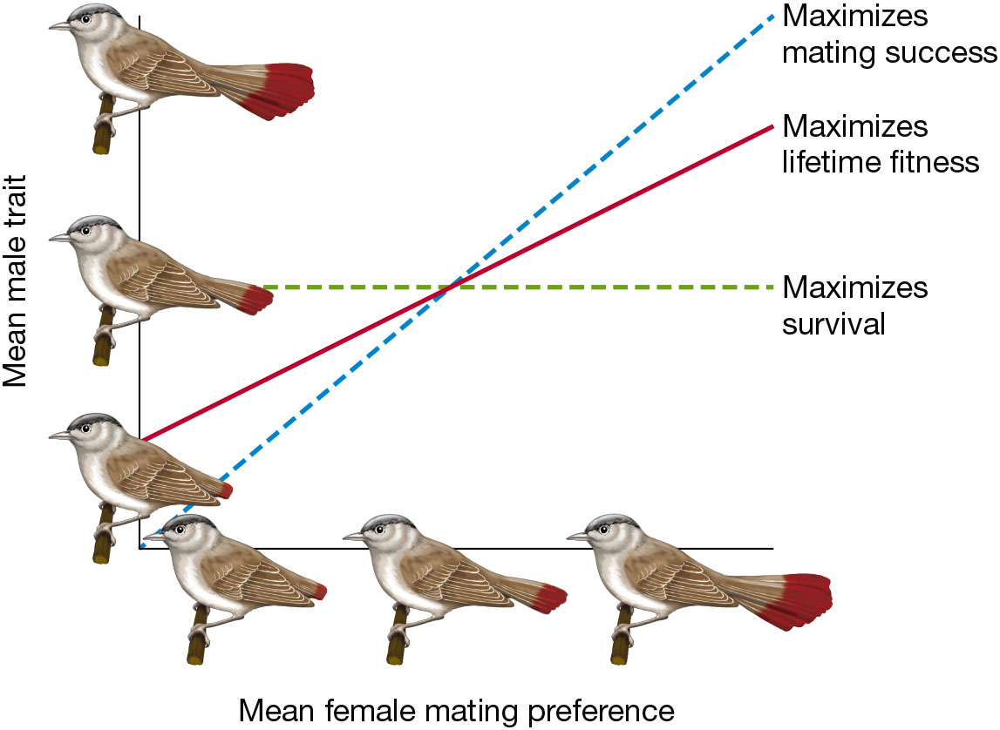 Maximizes
mating success
Maximizes
lifetime fitness
Maximizes
survival
Mean male trait
Mean female mating preference